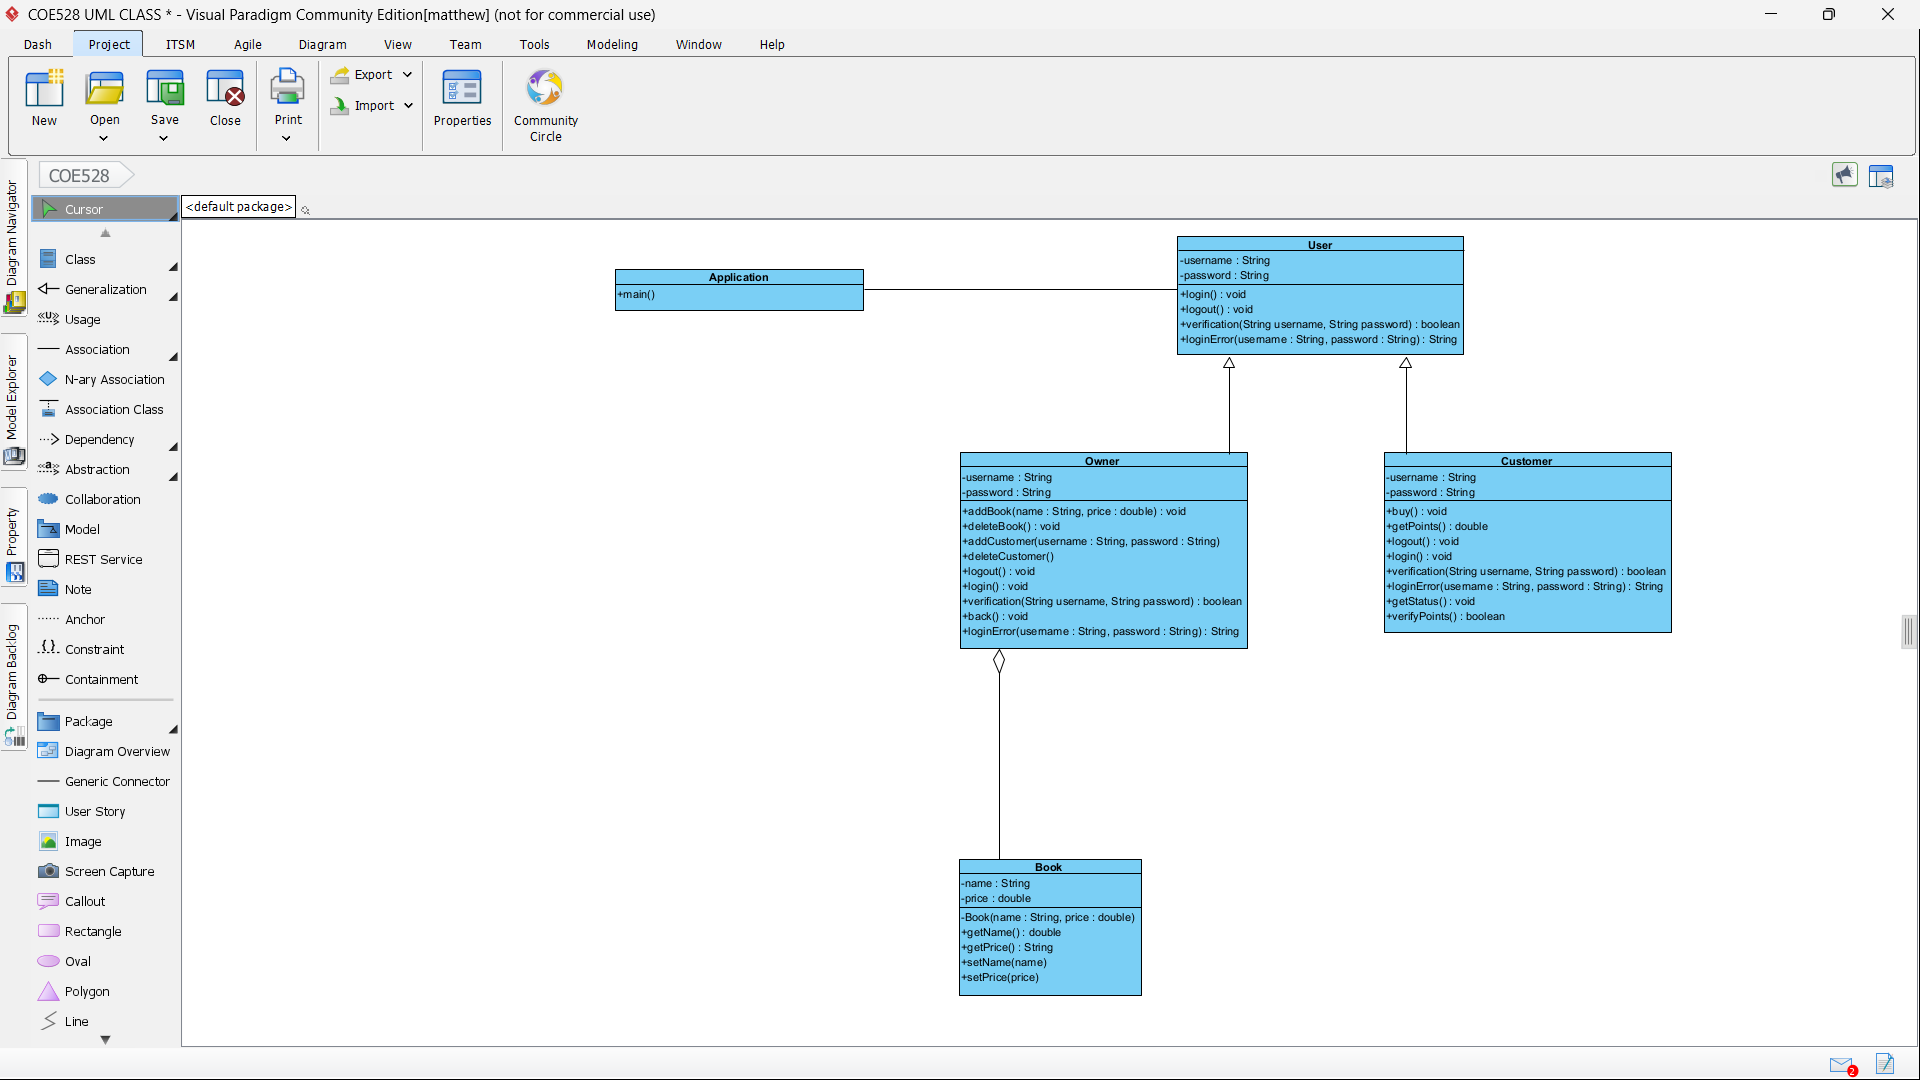 COE528 UML CLASS * - Visual Paradigm Community Edition[matthew] (not for commercial use)
Dash Project ITSM Agile Diagram View Team Tools Modeling Window Help
New
Open
Save
Close
Print
Export
Import
Properties
Community
Circle
COE528
Diagram Navigator
Model Explorer
Property
Diagram Backlog
Cursor
<default package>
Class
Generalization
<<U>> Usage
Association
N-ary Association
Association Class
Dependency
<<a>> Abstraction
Collaboration
Model
REST Service
Note
Anchor
{.} Constraint
Containment
Package
Diagram Overview
Generic Connector
User Story
Image
Screen Capture
Callout
Rectangle
Oval
Polygon
Line
Application
+main()
User
-username : String
-password : String
+login() : void
+logout() : void
+verification(String username, String password) : boolean
+loginError(username : String, password : String) : String
Owner
-username : String
-password : String
+addBook(name : String, price : double) : void
+deleteBook() : void
+addCustomer(username : String, password : String)
+deleteCustomer()
+logout() : void
+login() : void
+verification(String username, String password) : boolean
+back() : void
+loginError(username : String, password : String) : String
Customer
-username : String
-password : String
+buy() : void
+getPoints() : double
+logout() : void
+login() : void
+verification(String username, String password) : boolean
+loginError(username : String, password : String) : String
+getStatus() : void
+verifyPoints() : boolean
Book
-name : String
-price : double
-Book(name : String, price : double)
+getName() : double
+getPrice() : String
+setName(name)
+setPrice(price)
2